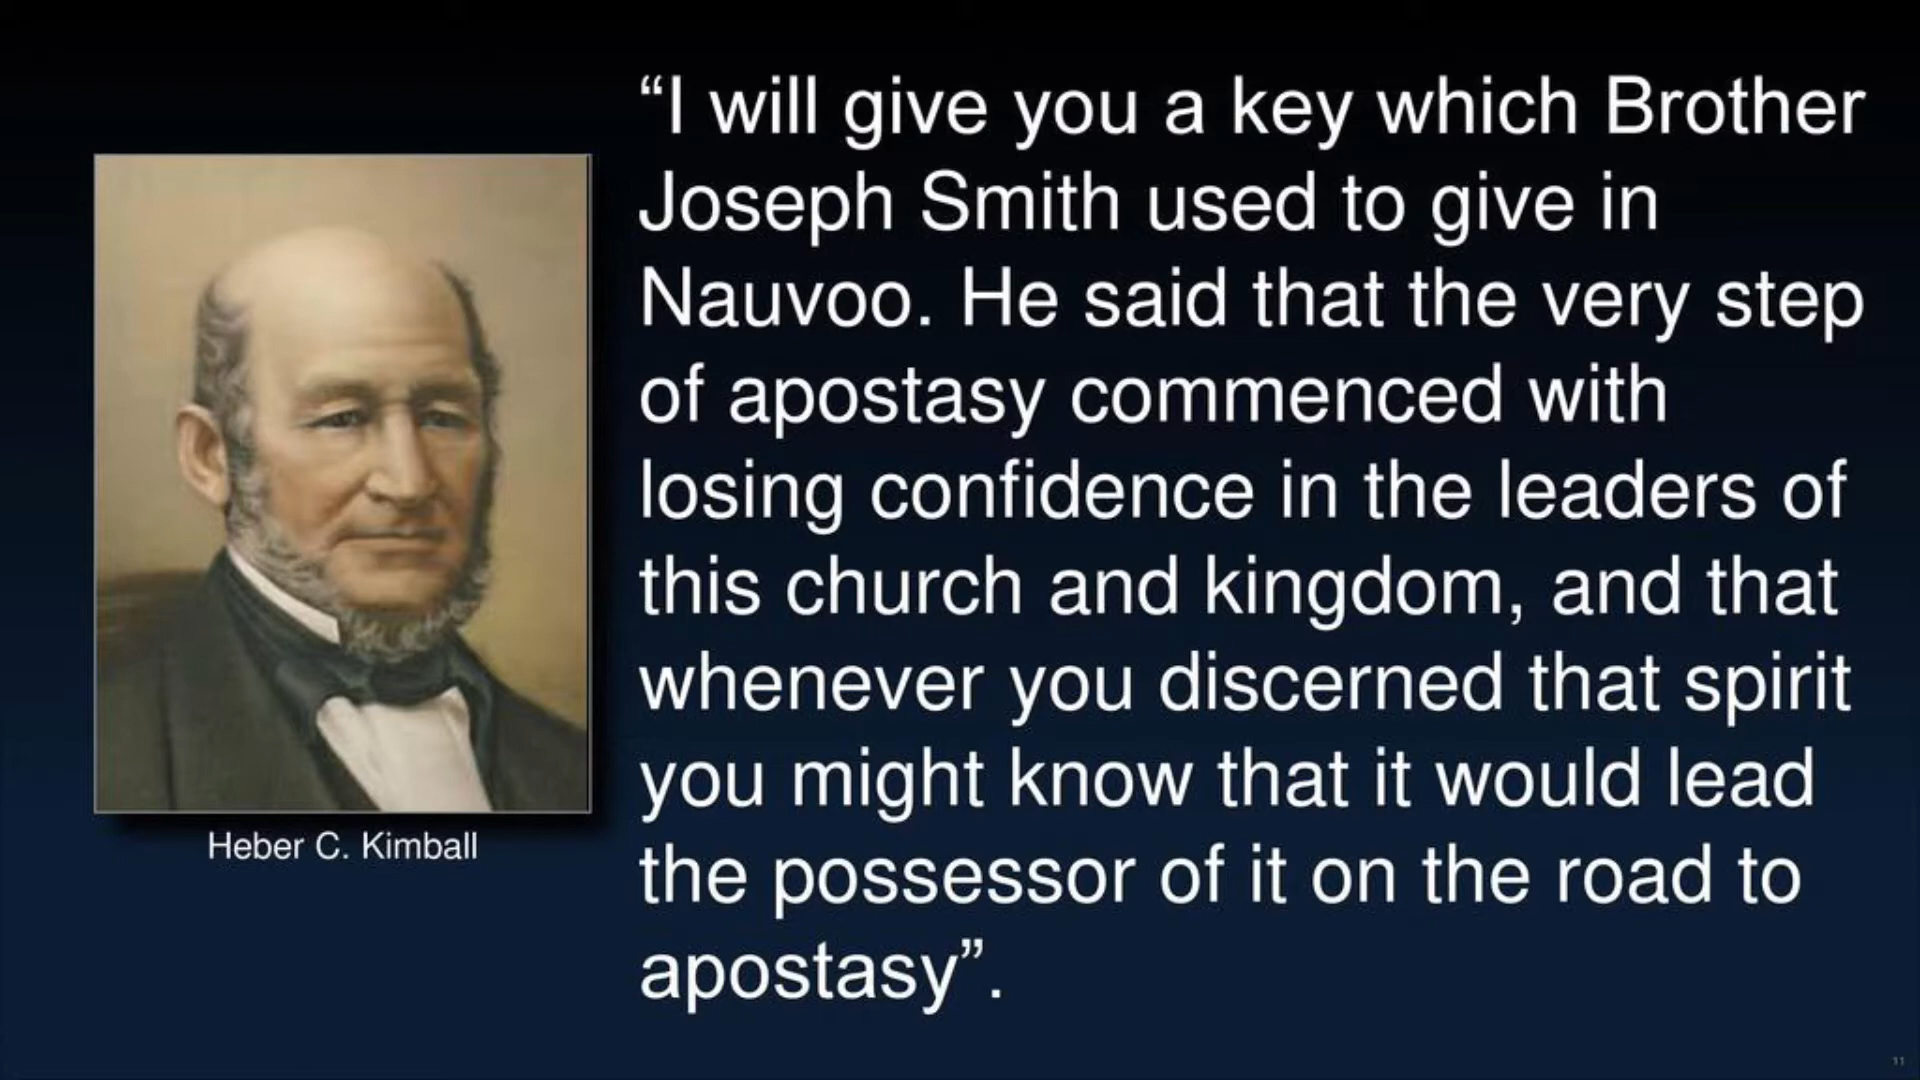 “I will give you a key which Brother
Joseph Smith used to give in
Nauvoo. He said that the very step
of apostasy commenced with
losing confidence in the leaders of
this church and kingdom, and that
whenever you discerned that spirit
you might know that it would lead
the possessor of it on the road to
apostasy”.
Heber C. Kimball
11